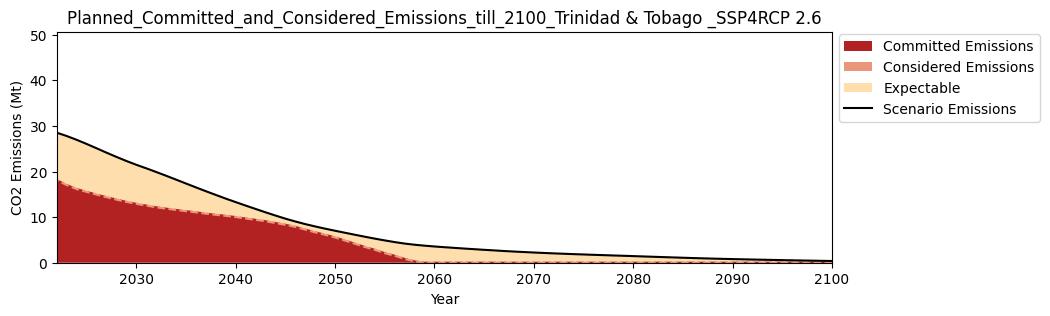 Planned_Committed_and_Considered_Emissions_till_2100_Trinidad & Tobago _SSP4RCP 2.6
50
40
30
20
10
0
CO2 Emissions (Mt)
2030
2040
2050
2060
2070
2080
2090
2100
Year
Committed Emissions
Considered Emissions
Expectable
Scenario Emissions